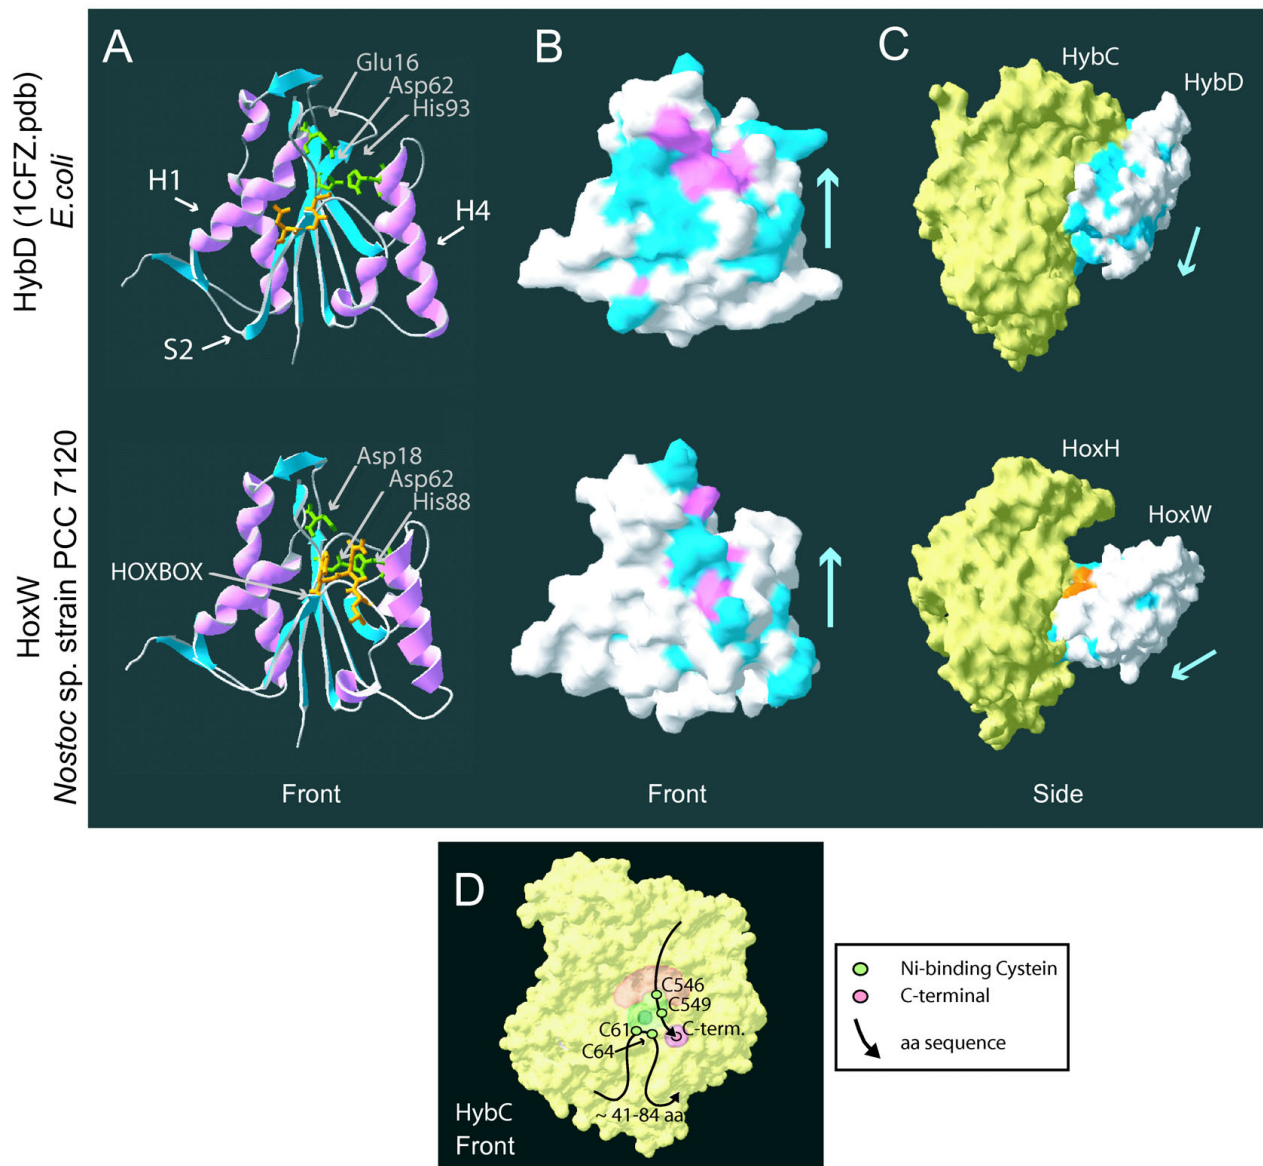 HybD (1CFZ.pdb)
E.coli
A
Glu16
Asp62
His93
H1
H4
S2
B
C
HybC
HybD
HoxW
Nostoc sp. strain PCC 7120
Asp18
Asp62
His88
HOXBOX
HoxH
HoxW
Front
Front
Side
D
C546
C549
C61
C-term.
C64
~ 41-84 aa
HybC
Front
Ni-binding Cystein
C-terminal
aa sequence